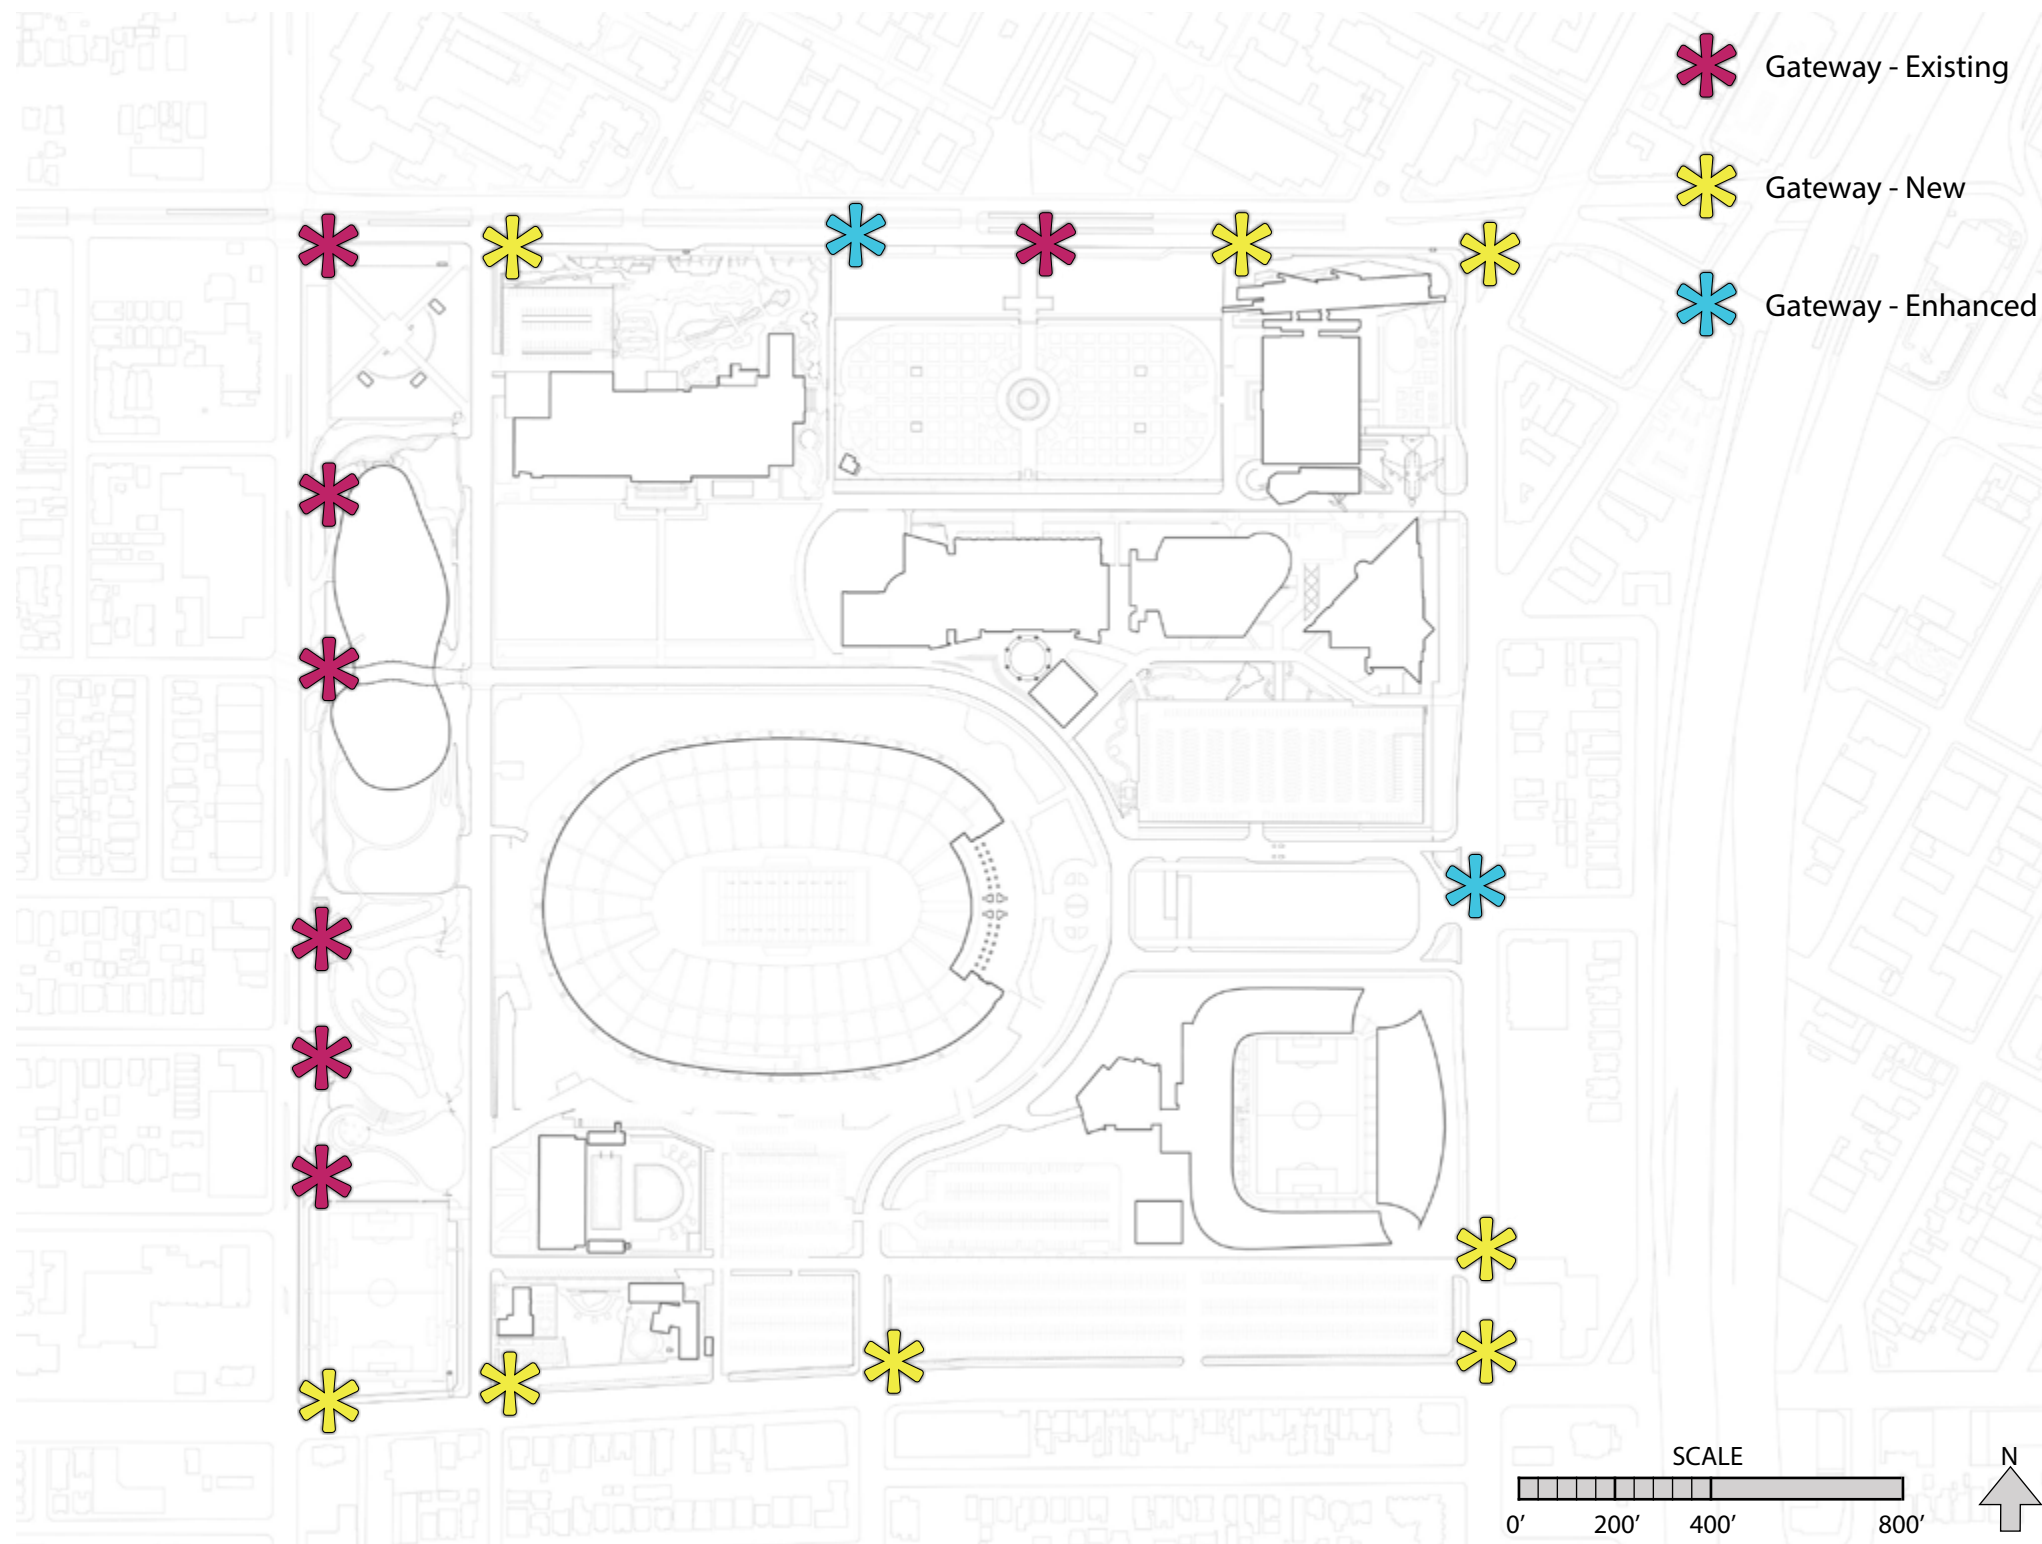 Gateway - Existing
Gateway - New
Gateway - Enhanced
SCALE
N
0’ 200’ 400’ 800’